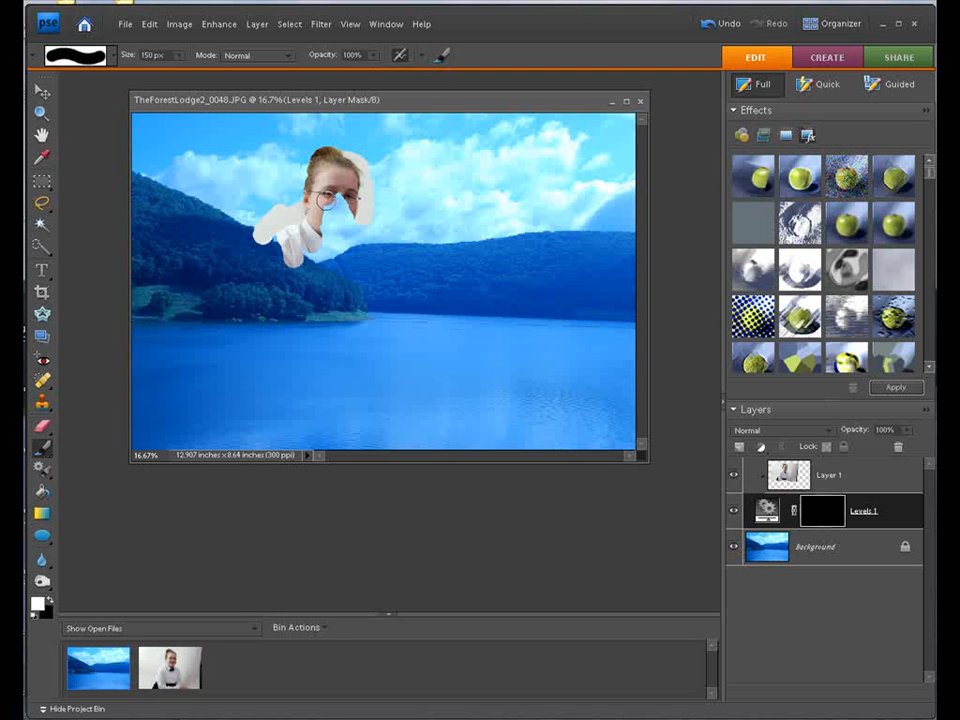 pse File Edit Image Enhance Layer Select Filter View Window Help Undo Redo Organizer
Size: 150 px Mode: Normal Opacity: 100% EDIT CREATE SHARE
Full Quick Guided
TheForestLodge2_0048.JPG @ 16.7%(Levels 1, Layer Mask/8)
Effects
T
Apply
Layers
Normal Opacity: 100%
Lock:
Layer 1
Levels 1
Background
16.67% 12.907 inches x 8.64 inches (300 ppi)
Show Open Files Bin Actions
Hide Project Bin